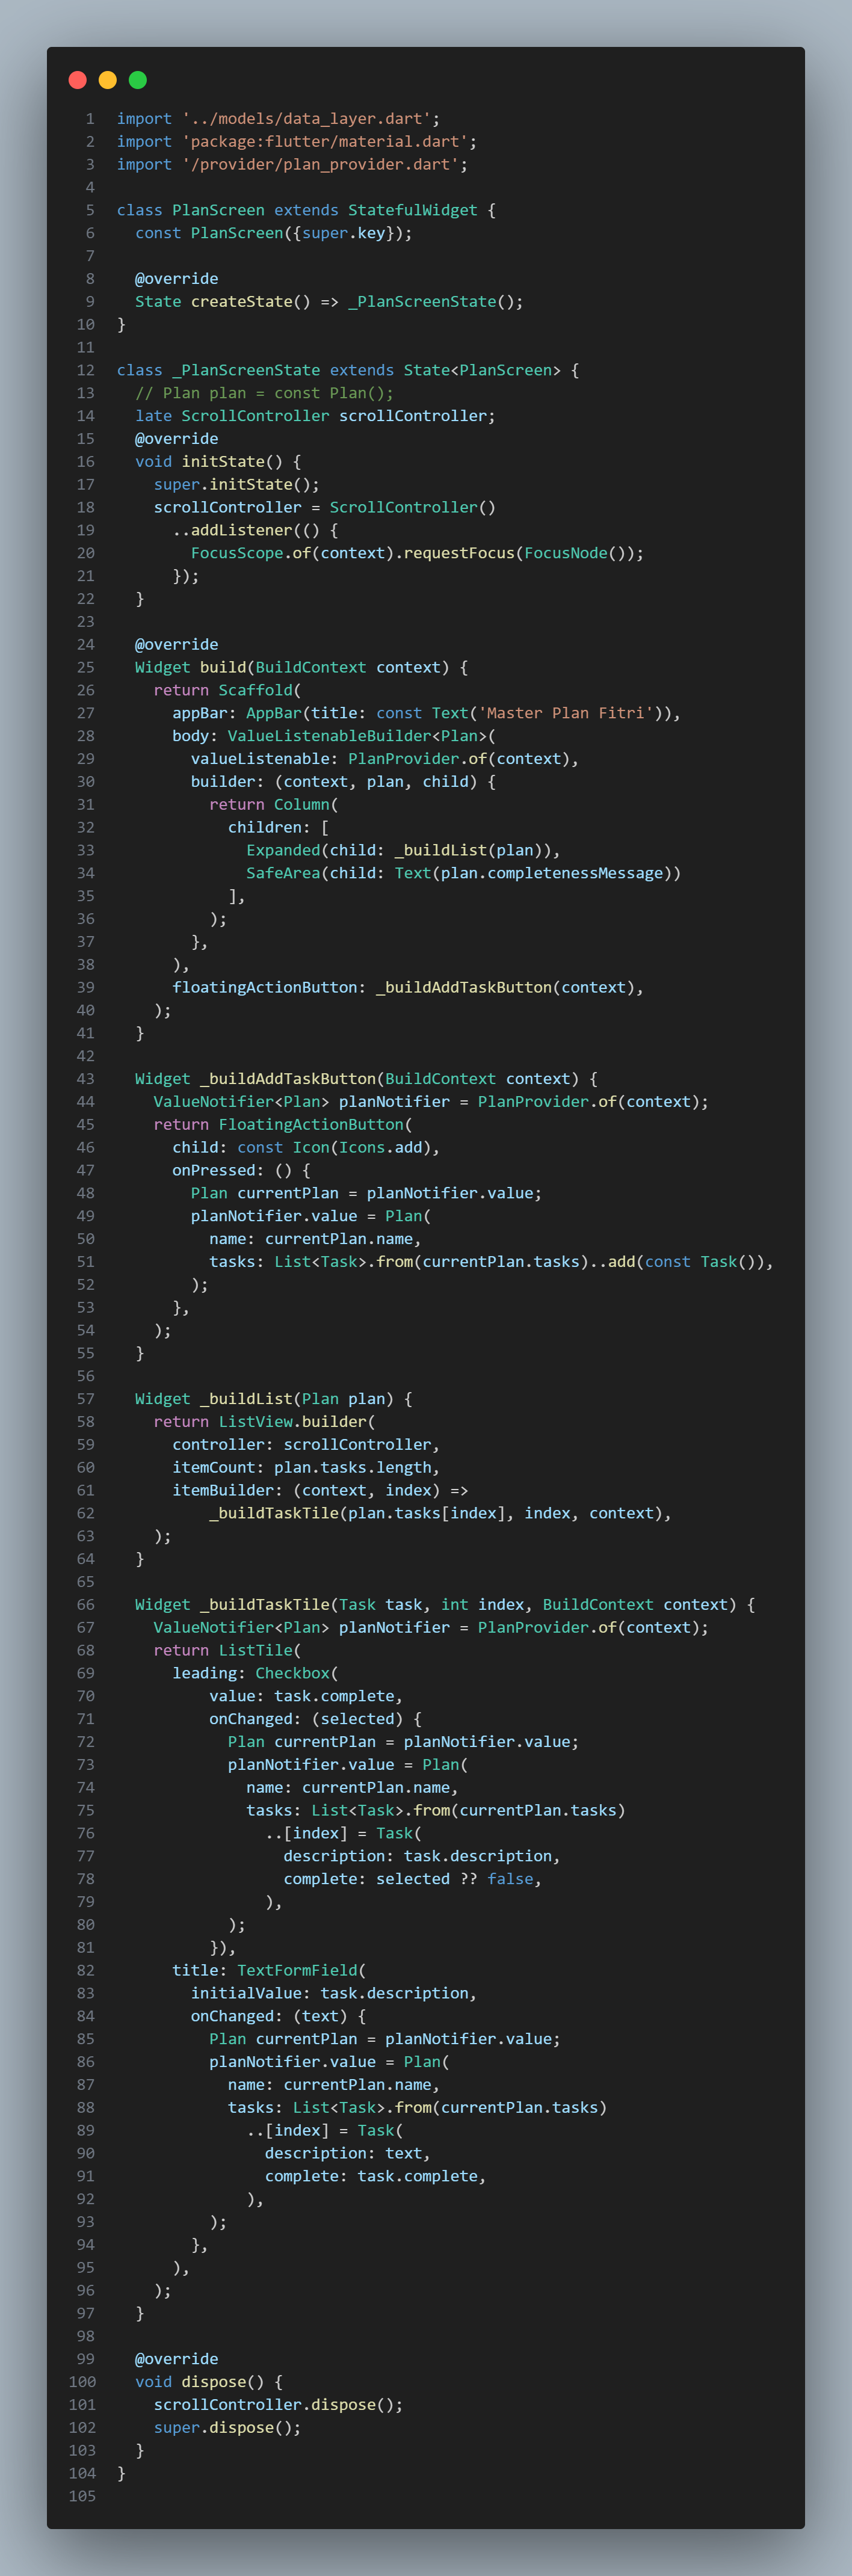 1 import '../models/data_layer.dart';
2 import 'package:flutter/material.dart';
3 import '/provider/plan_provider.dart';
4
5 class PlanScreen extends StatefulWidget {
6   const PlanScreen({super.key});
7
8   @override
9   State createState() => _PlanScreenState();
10 }
11
12 class _PlanScreenState extends State<PlanScreen> {
13   // Plan plan = const Plan();
14   late ScrollController scrollController;
15   @override
16   void initState() {
17     super.initState();
18     scrollController = ScrollController()
19       ..addListener(() {
20         FocusScope.of(context).requestFocus(FocusNode());
21       });
22   }
23
24   @override
25   Widget build(BuildContext context) {
26     return Scaffold(
27       appBar: AppBar(title: const Text('Master Plan Fitri')),
28       body: ValueListenableBuilder<Plan>(
29         valueListenable: PlanProvider.of(context),
30         builder: (context, plan, child) {
31           return Column(
32             children: [
33               Expanded(child: _buildList(plan)),
34               SafeArea(child: Text(plan.completenessMessage))
35             ],
36           );
37         },
38       ),
39       floatingActionButton: _buildAddTaskButton(context),
40     );
41   }
42
43   Widget _buildAddTaskButton(BuildContext context) {
44     ValueNotifier<Plan> planNotifier = PlanProvider.of(context);
45     return FloatingActionButton(
46       child: const Icon(Icons.add),
47       onPressed: () {
48         Plan currentPlan = planNotifier.value;
49         planNotifier.value = Plan(
50           name: currentPlan.name,
51           tasks: List<Task>.from(currentPlan.tasks)..add(const Task()),
52         );
53       },
54     );
55   }
56
57   Widget _buildList(Plan plan) {
58     return ListView.builder(
59       controller: scrollController,
60       itemCount: plan.tasks.length,
61       itemBuilder: (context, index) =>
62           _buildTaskTile(plan.tasks[index], index, context),
63     );
64   }
65
66   Widget _buildTaskTile(Task task, int index, BuildContext context) {
67     ValueNotifier<Plan> planNotifier = PlanProvider.of(context);
68     return ListTile(
69       leading: Checkbox(
70           value: task.complete,
71           onChanged: (selected) {
72             Plan currentPlan = planNotifier.value;
73             planNotifier.value = Plan(
74               name: currentPlan.name,
75               tasks: List<Task>.from(currentPlan.tasks)
76                 ..[index] = Task(
77                   description: task.description,
78                   complete: selected ?? false,
79                 ),
80             );
81           }),
82       title: TextFormField(
83         initialValue: task.description,
84         onChanged: (text) {
85           Plan currentPlan = planNotifier.value;
86           planNotifier.value = Plan(
87             name: currentPlan.name,
88             tasks: List<Task>.from(currentPlan.tasks)
89               ..[index] = Task(
90                 description: text,
91                 complete: task.complete,
92               ),
93           );
94         },
95       ),
96     );
97   }
98
99   @override
100   void dispose() {
101     scrollController.dispose();
102     super.dispose();
103   }
104 }
105